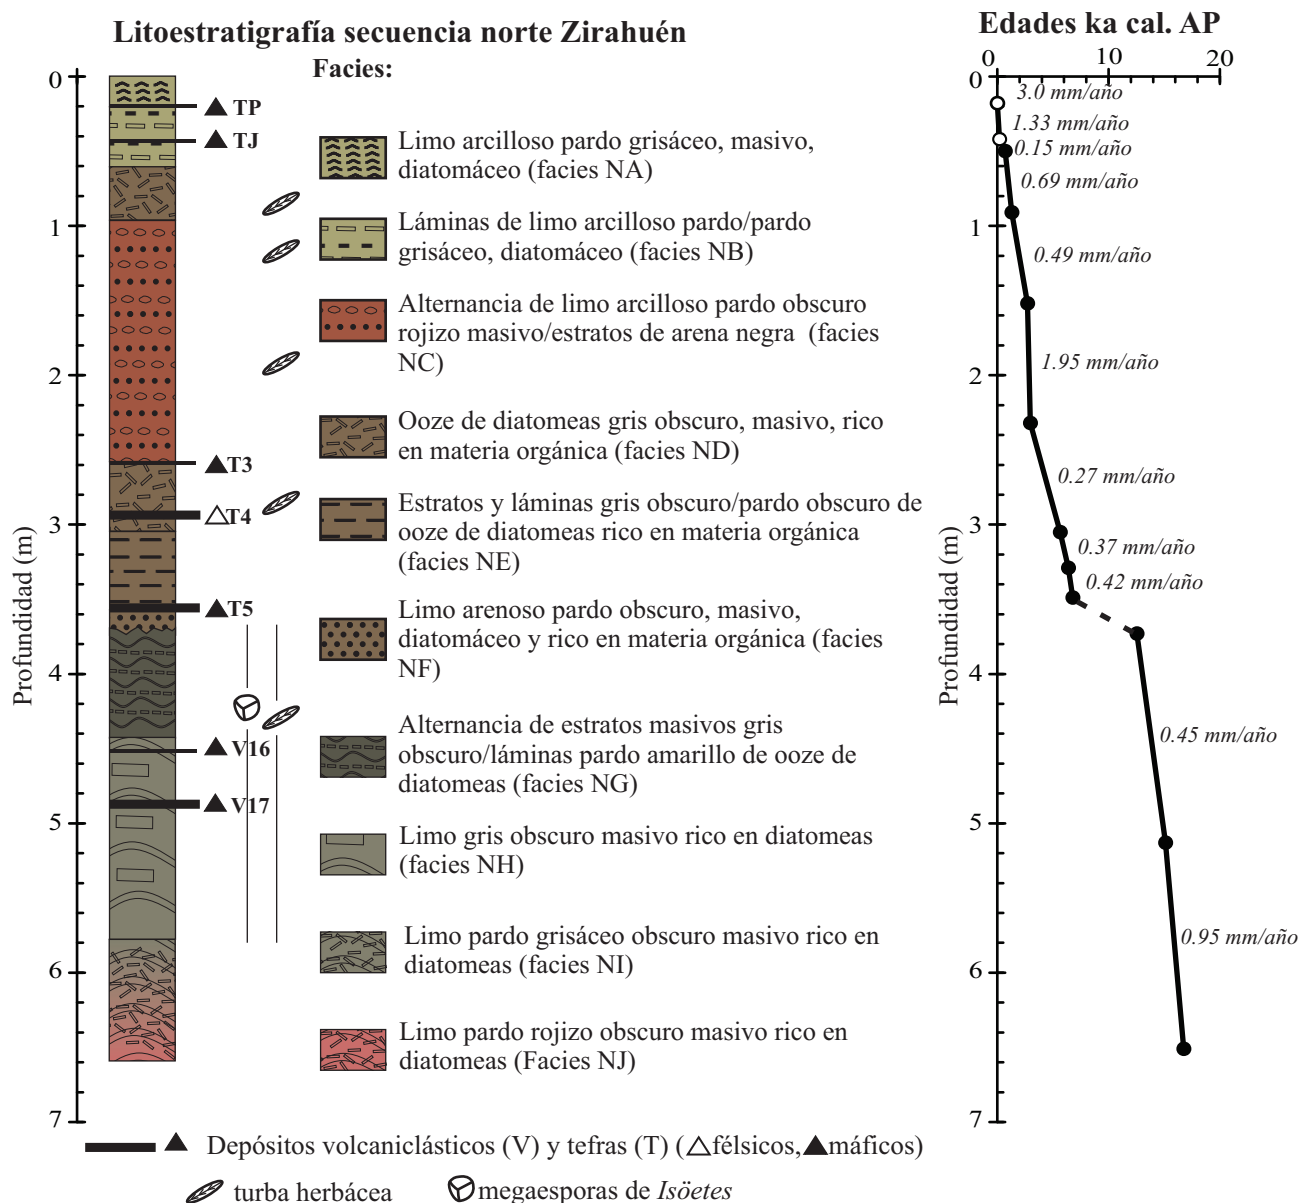 Litoestratigrafía secuencia norte Zirahuén
Facies:
0
1
2
3
4
5
6
7
Profundidad (m)
TP
TJ
T3
T4
T5
V16
V17
Limo arcilloso pardo grisáceo, masivo,
diatomáceo (facies NA)
Láminas de limo arcilloso pardo/pardo
grisáceo, diatomáceo (facies NB)
Alternancia de limo arcilloso pardo obscuro
rojizo masivo/estratos de arena negra (facies
NC)
Ooze de diatomeas gris obscuro, masivo, rico
en materia orgánica (facies ND)
Estratos y láminas gris obscuro/pardo obscuro de
ooze de diatomeas rico en materia orgánica
(facies NE)
Limo arenoso pardo obscuro, masivo,
diatomáceo y rico en materia orgánica (facies
NF)
Alternancia de estratos masivos gris
obscuro/láminas pardo amarillo de ooze de
diatomeas (facies NG)
Limo gris obscuro masivo rico en diatomeas
(facies NH)
Limo pardo grisáceo obscuro masivo rico en
diatomeas (facies NI)
Limo pardo rojizo obscuro masivo rico en
diatomeas (Facies NJ)
Edades ka cal. AP
0 10 20
0
1
2
3
4
5
6
7
Profundidad (m)
3.0 mm/año
1.33 mm/año
0.15 mm/año
0.69 mm/año
0.49 mm/año
1.95 mm/año
0.27 mm/año
0.37 mm/año
0.42 mm/año
0.45 mm/año
0.95 mm/año
Depósitos volcaniclásticos (V) y tefras (T) (félsicos, máficos)
turba herbácea megaesporas de Isöetes